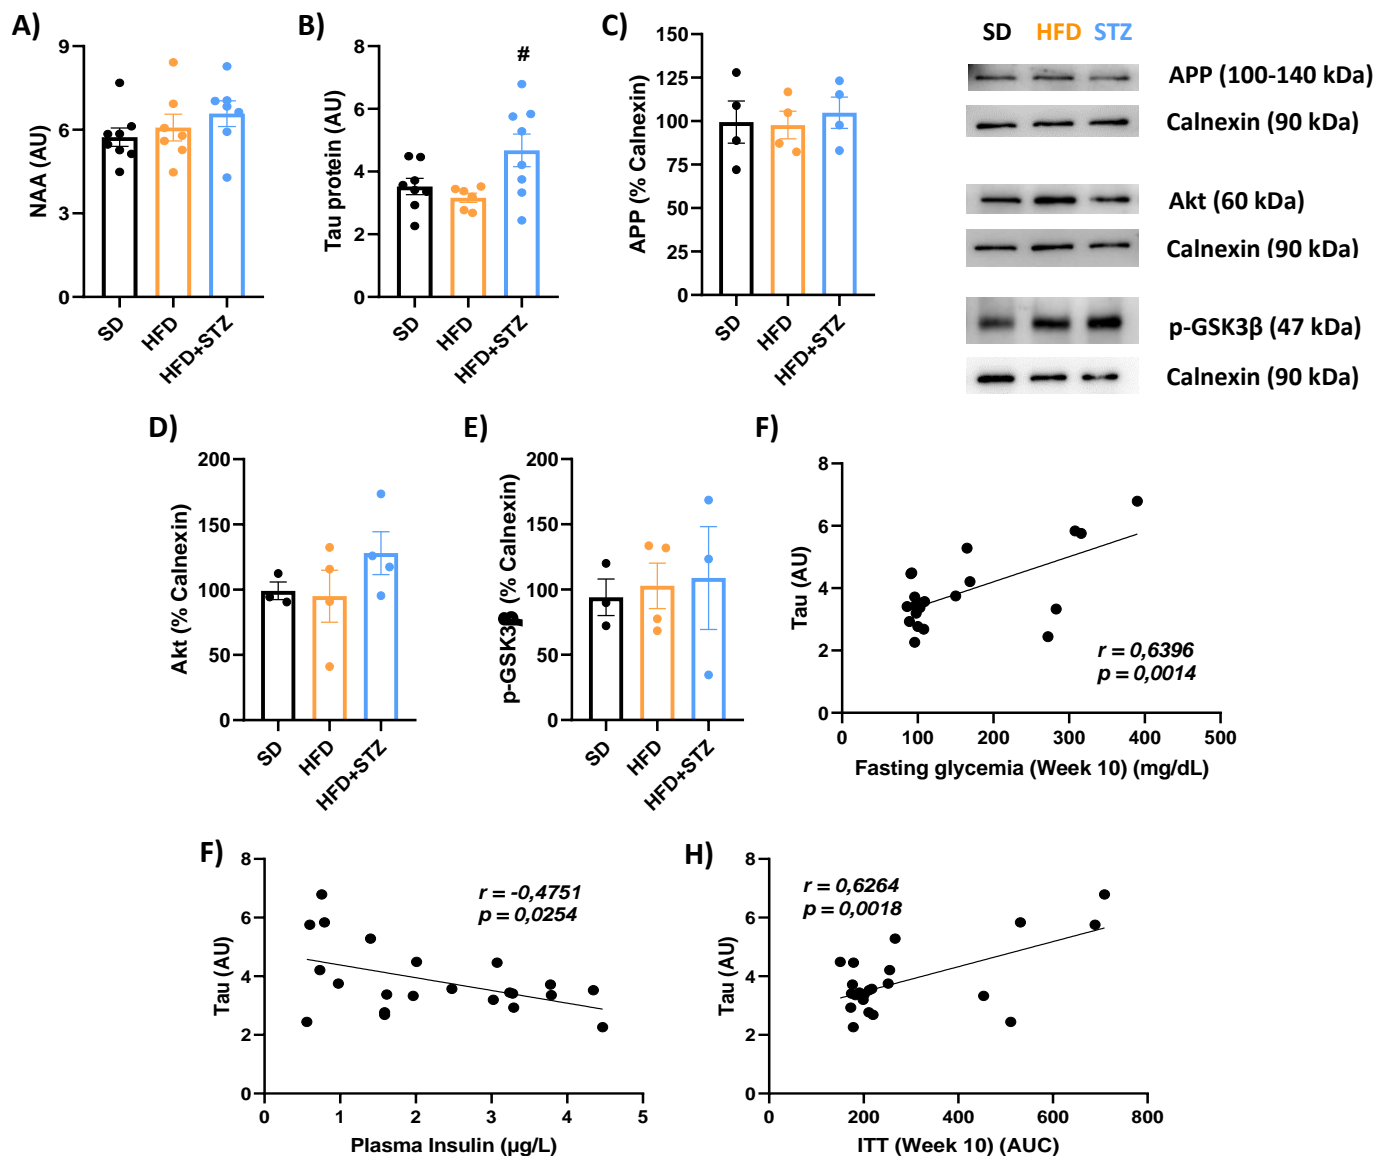 A)
NAA (AU)
9
6
3
0
SD
HFD
HFD+STZ
B)
Tau protein (AU)
8
6
4
2
0
#
SD
HFD
HFD+STZ
C)
APP (% Calnexin)
150
125
100
75
50
25
0
SD
HFD
HFD+STZ
SD HFD STZ
APP (100-140 kDa)
Calnexin (90 kDa)
Akt (60 kDa)
Calnexin (90 kDa)
p-GSK3β (47 kDa)
Calnexin (90 kDa)
D)
Akt (% Calnexin)
200
150
100
50
0
SD
HFD
HFD+STZ
E)
p-GSK3β (% Calnexin)
200
150
100
50
0
SD
HFD
HFD+STZ
F)
Tau (AU)
8
6
4
2
0
r = 0,6396
p = 0,0014
0 100 200 300 400 500
Fasting glycemia (Week 10) (mg/dL)
F)
Tau (AU)
8
6
4
2
0
r = -0,4751
p = 0,0254
0 1 2 3 4 5
Plasma Insulin (µg/L)
H)
Tau (AU)
8
6
4
2
0
r = 0,6264
p = 0,0018
0 200 400 600 800
ITT (Week 10) (AUC)